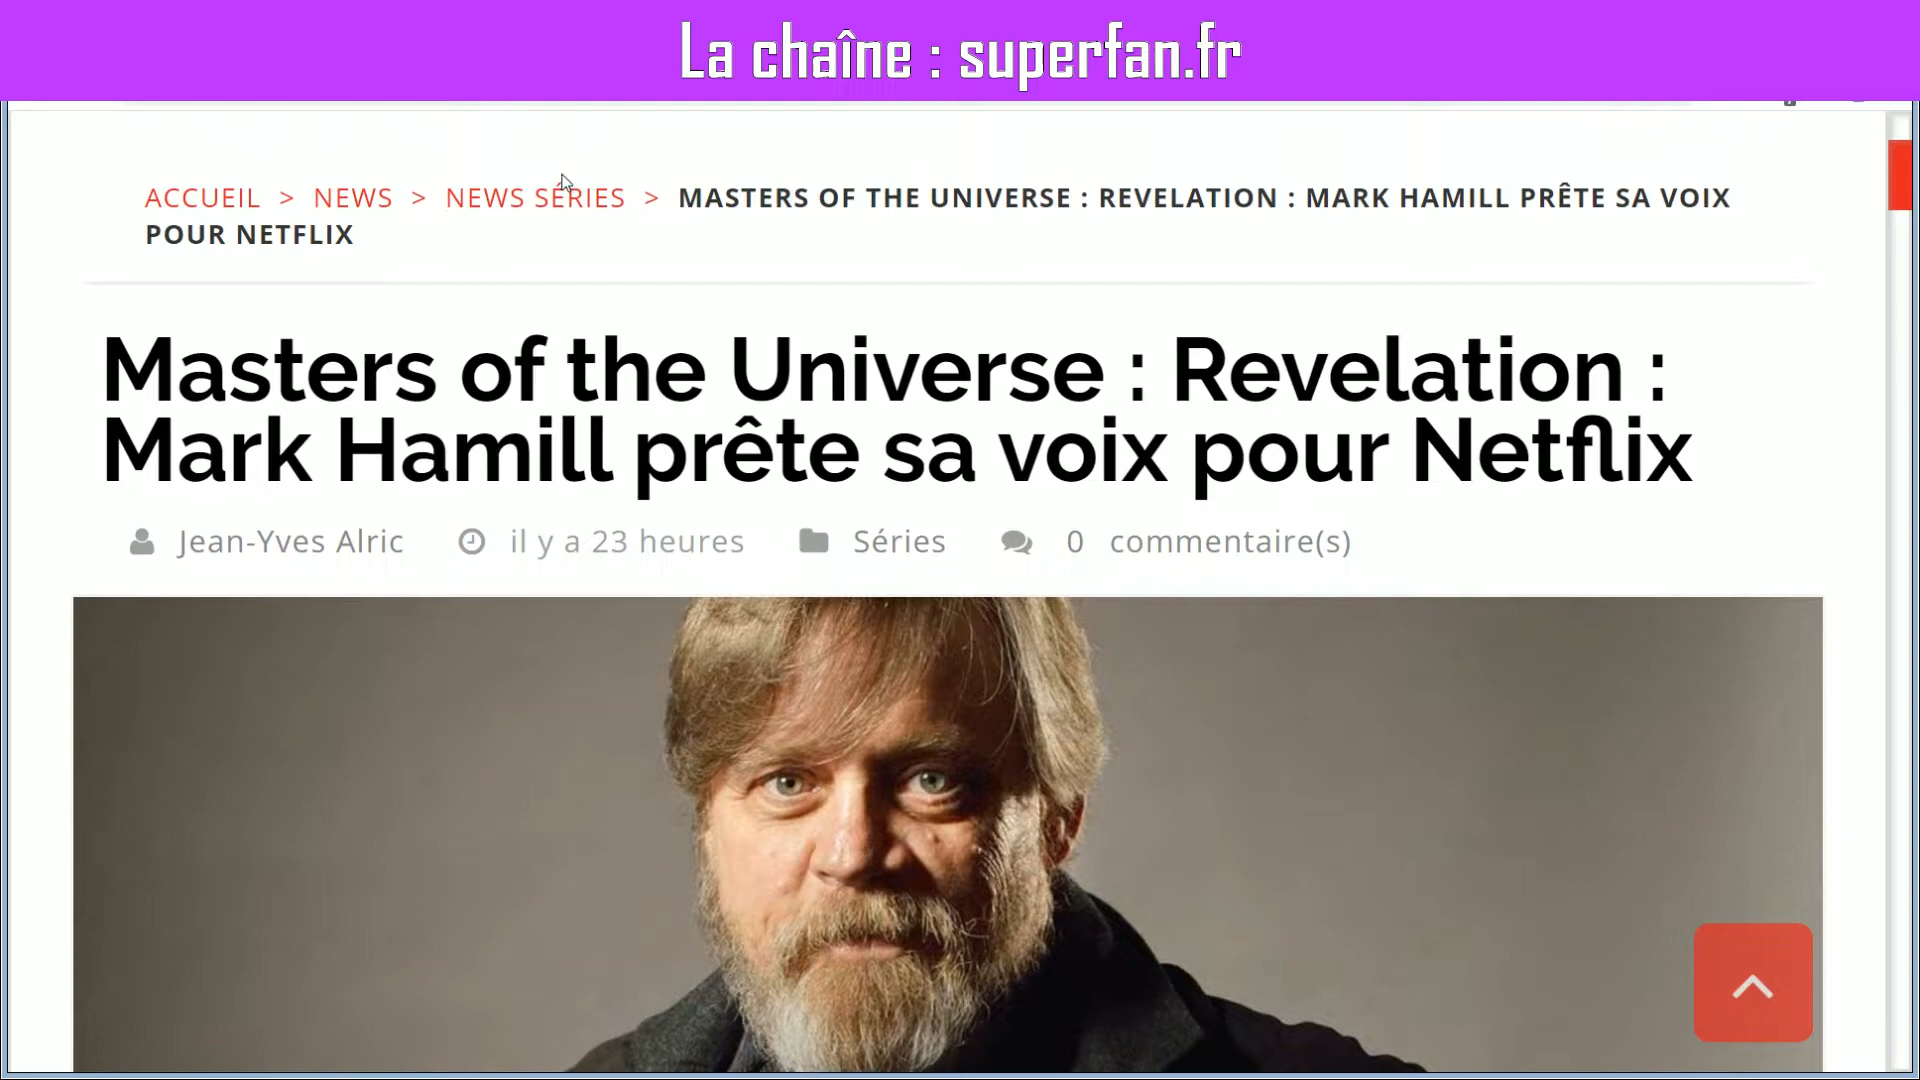 La chaîne : superfan.fr
ACCUEIL > NEWS > NEWS SÉRIES > MASTERS OF THE UNIVERSE : REVELATION : MARK HAMILL PRÊTE SA VOIX
POUR NETFLIX
Masters of the Universe : Revelation :
Mark Hamill prête sa voix pour Netflix
Jean-Yves Alric il y a 23 heures Séries 0 commentaire(s)